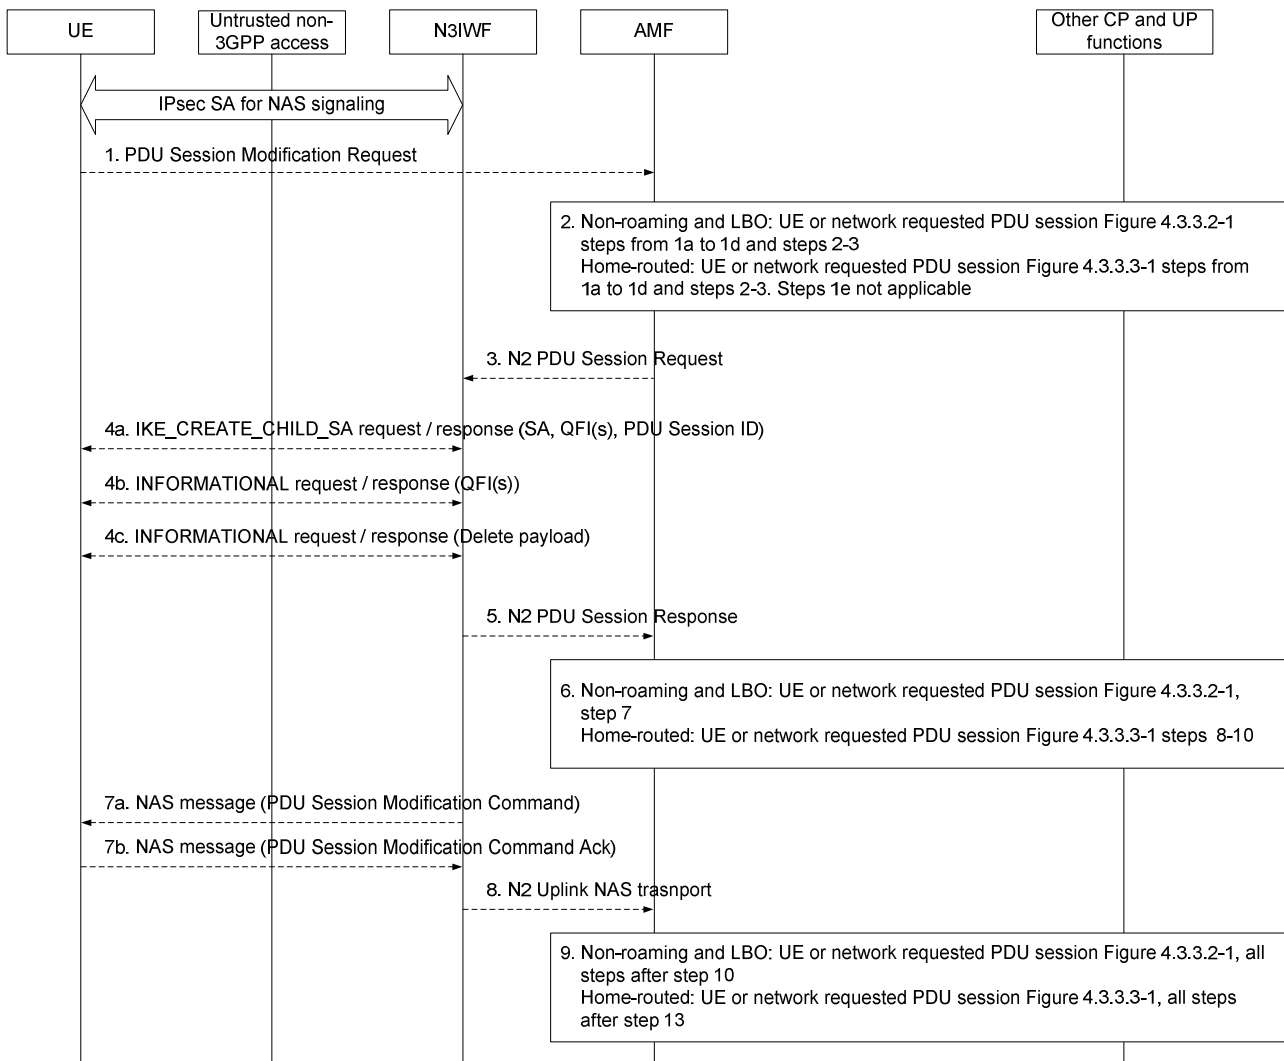 UE
Untrusted non-
3GPP access
N3IWF
AMF
Other CP and UP
functions
IPsec SA for NAS signaling
1. PDU Session Modification Request
2. Non-roaming and LBO: UE or network requested PDU session Figure 4.3.3.2-1
steps from 1a to 1d and steps 2-3
Home-routed: UE or network requested PDU session Figure 4.3.3.3-1 steps from
1a to 1d and steps 2-3. Steps 1e not applicable
3. N2 PDU Session Request
4a. IKE_CREATE_CHILD_SA request / response (SA, QFI(s), PDU Session ID)
4b. INFORMATIONAL request / response (QFI(s))
4c. INFORMATIONAL request / response (Delete payload)
5. N2 PDU Session Response
6. Non-roaming and LBO: UE or network requested PDU session Figure 4.3.3.2-1,
step 7
Home-routed: UE or network requested PDU session Figure 4.3.3.3-1 steps 8-10
7a. NAS message (PDU Session Modification Command)
7b. NAS message (PDU Session Modification Command Ack)
8. N2 Uplink NAS trasnport
9. Non-roaming and LBO: UE or network requested PDU session Figure 4.3.3.2-1, all
steps after step 10
Home-routed: UE or network requested PDU session Figure 4.3.3.3-1, all steps
after step 13